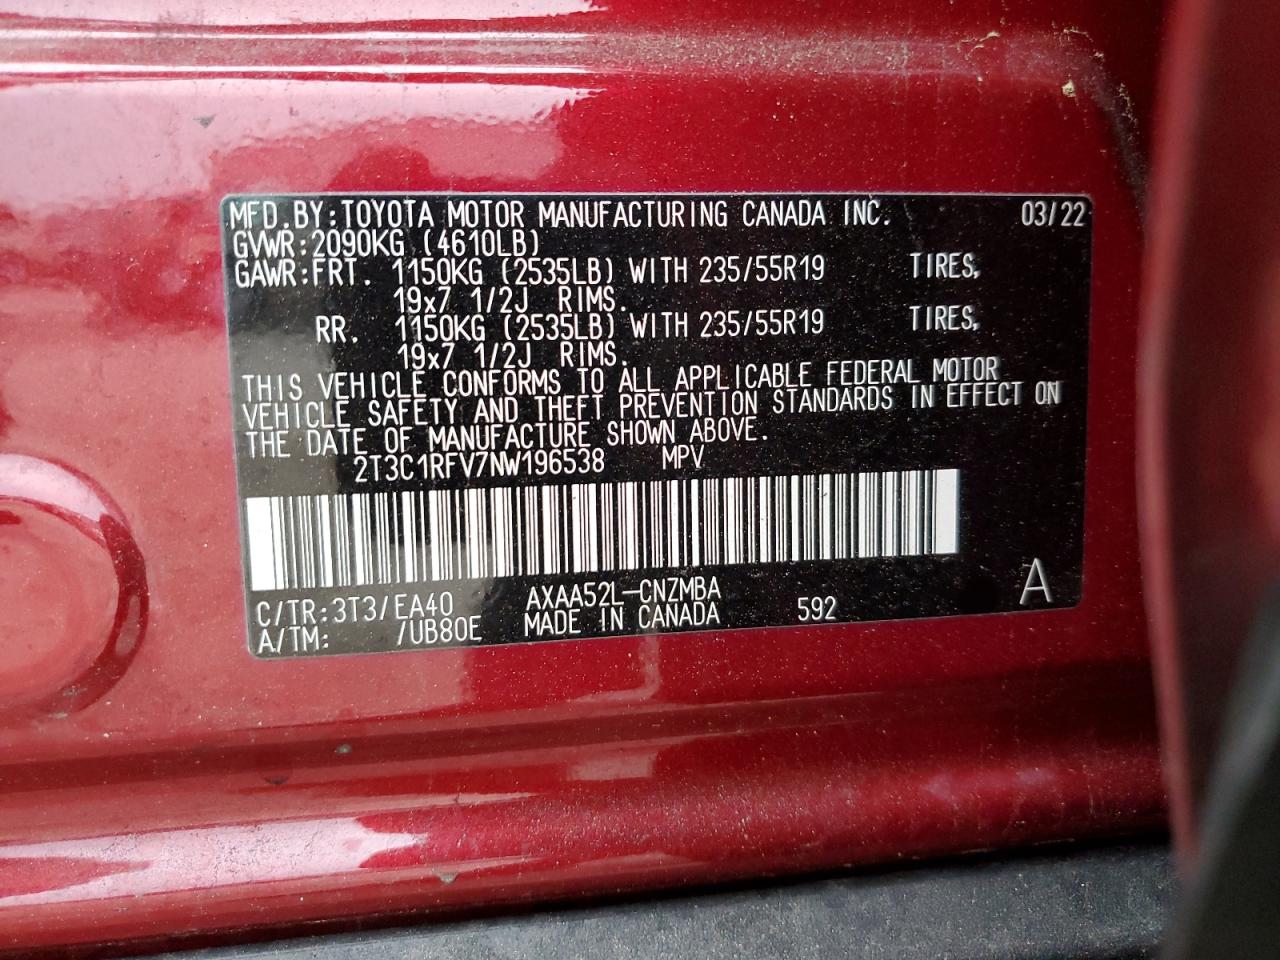 MFD.BY:TOYOTA MOTOR MANUFACTURING CANADA INC. 03/22
GVWR:2090KG (4610LB)
GAWR:FRT. 1150KG (2535LB) WITH 235/55R19 TIRES,
19x7 1/2J RIMS.
RR. 1150KG (2535LB) WITH 235/55R19 TIRES,
19x7 1/2J RIMS.
THIS VEHICLE CONFORMS TO ALL APPLICABLE FEDERAL MOTOR
VEHICLE SAFETY AND THEFT PREVENTION STANDARDS IN EFFECT ON
THE DATE OF MANUFACTURE SHOWN ABOVE.
2T3C1RFV7NW196538 MPV
C/TR:3T3/EA40 AXAA52L-CNZMBA A
A/TM: /UB80E MADE IN CANADA 592